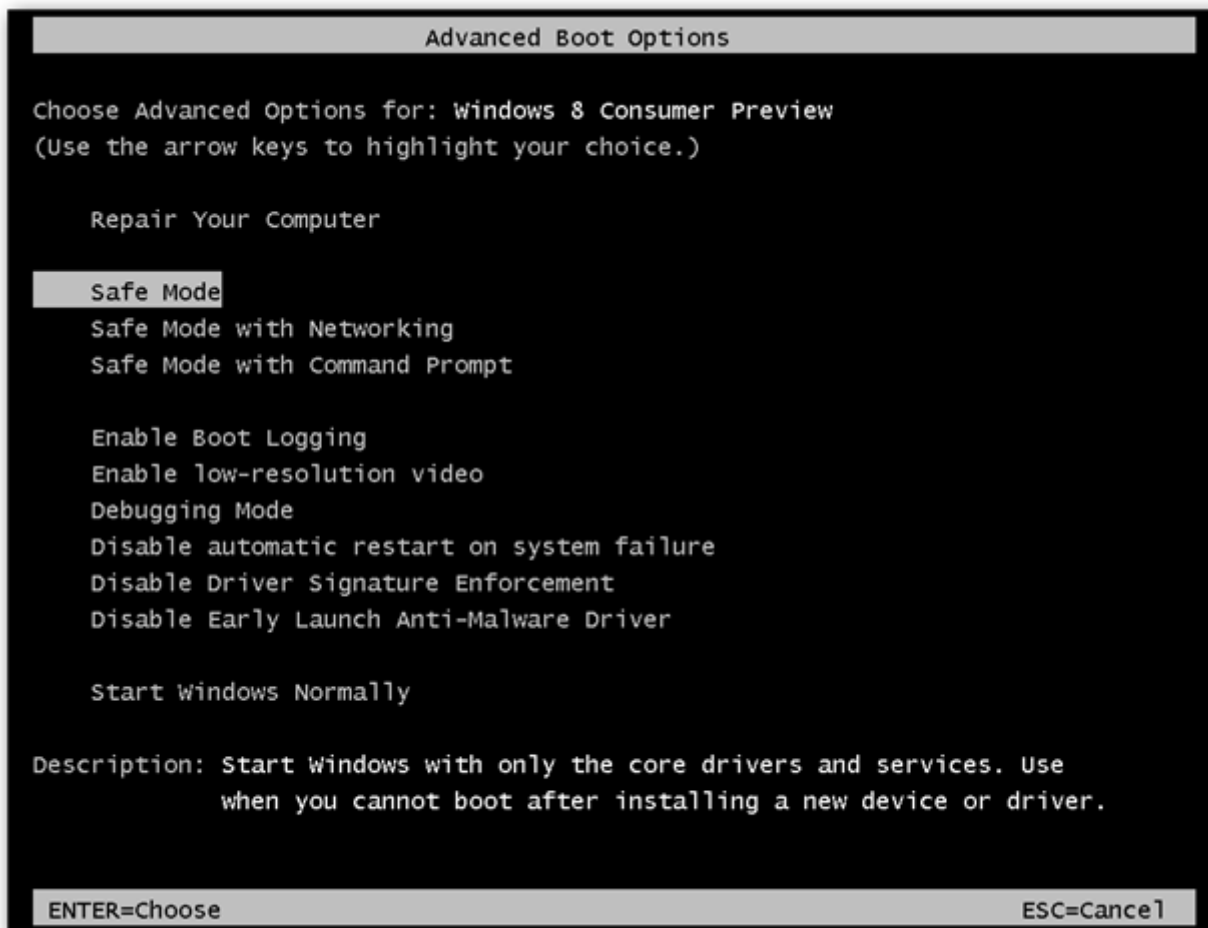 Advanced Boot Options
Choose Advanced Options for: Windows 8 Consumer Preview
(Use the arrow keys to highlight your choice.)
Repair Your Computer
Safe Mode
Safe Mode with Networking
Safe Mode with Command Prompt
Enable Boot Logging
Enable low-resolution video
Debugging Mode
Disable automatic restart on system failure
Disable Driver Signature Enforcement
Disable Early Launch Anti-Malware Driver
Start Windows Normally
Description: Start Windows with only the core drivers and services. Use
when you cannot boot after installing a new device or driver.
ENTER=Choose ESC=Cancel